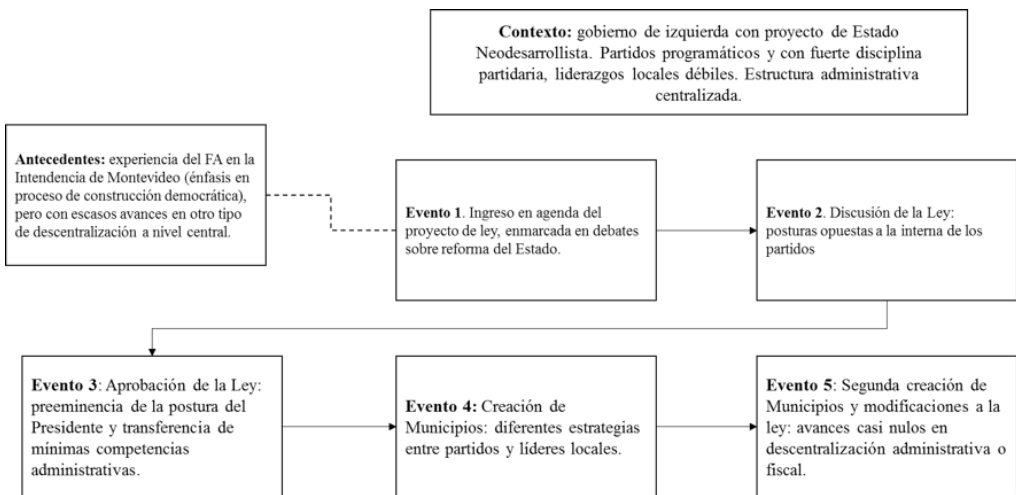 Contexto: gobierno de izquierda con proyecto de Estado
Neodesarrollista. Partidos programáticos y con fuerte disciplina
partidaria, liderazgos locales débiles. Estructura administrativa
centralizada.
Antecedentes: experiencia del FA en la
Intendencia de Montevideo (énfasis en
proceso de construcción democrática),
pero con escasos avances en otro tipo
de descentralización a nivel central.
Evento 1. Ingreso en agenda del
proyecto de ley, enmarcada en debates
sobre reforma del Estado.
Evento 2. Discusión de la Ley:
posturas opuestas a la interna de los
partidos
Evento 3: Aprobación de la Ley:
preeminencia de la postura del
Presidente y transferencia de
mínimas competencias
administrativas.
Evento 4: Creación de
Municipios: diferentes estrategias
entre partidos y líderes locales.
Evento 5: Segunda creación de
Municipios y modificaciones a la
ley: avances casi nulos en
descentralización administrativa o
fiscal.